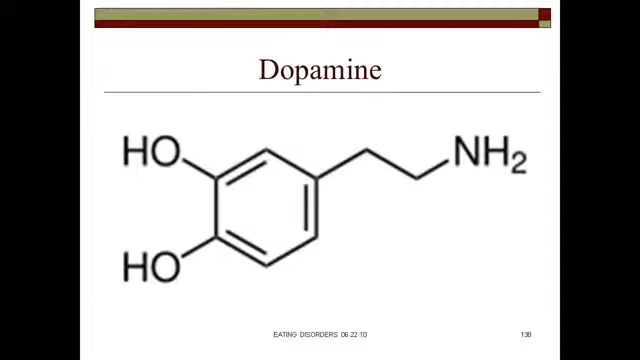 Dopamine
HO
NH2
HO
EATING DISORDERS 06 22 10
138